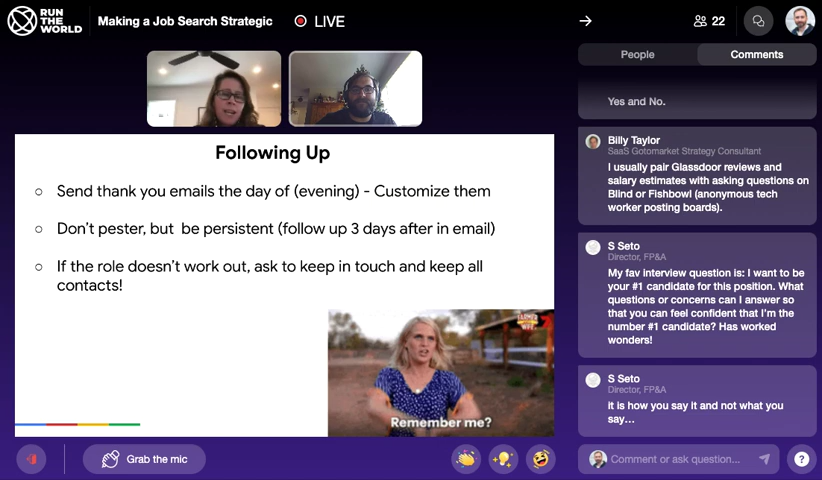 RUN
THE
WORLD
Making a Job Search Strategic
LIVE
22
People
Comments
Yes and No.
Billy Taylor
SaaS Gotomarket Strategy Consultant
I usually pair Glassdoor reviews and
salary estimates with asking questions on
Blind or Fishbowl (anonymous tech
worker posting boards).
S Seto
Director, FP&A
My fav interview question is: I want to be
your #1 candidate for this position. What
questions or concerns can I answer so
that you can feel confident that I'm the
number #1 candidate? Has worked
wonders!
S Seto
Director, FP&A
it is how you say it and not what you
say...
Following Up
Send thank you emails the day of (evening) - Customize them
Don't pester, but be persistent (follow up 3 days after in email)
If the role doesn't work out, ask to keep in touch and keep all
contacts!
Remember me?
Grab the mic
Comment or ask question...
?